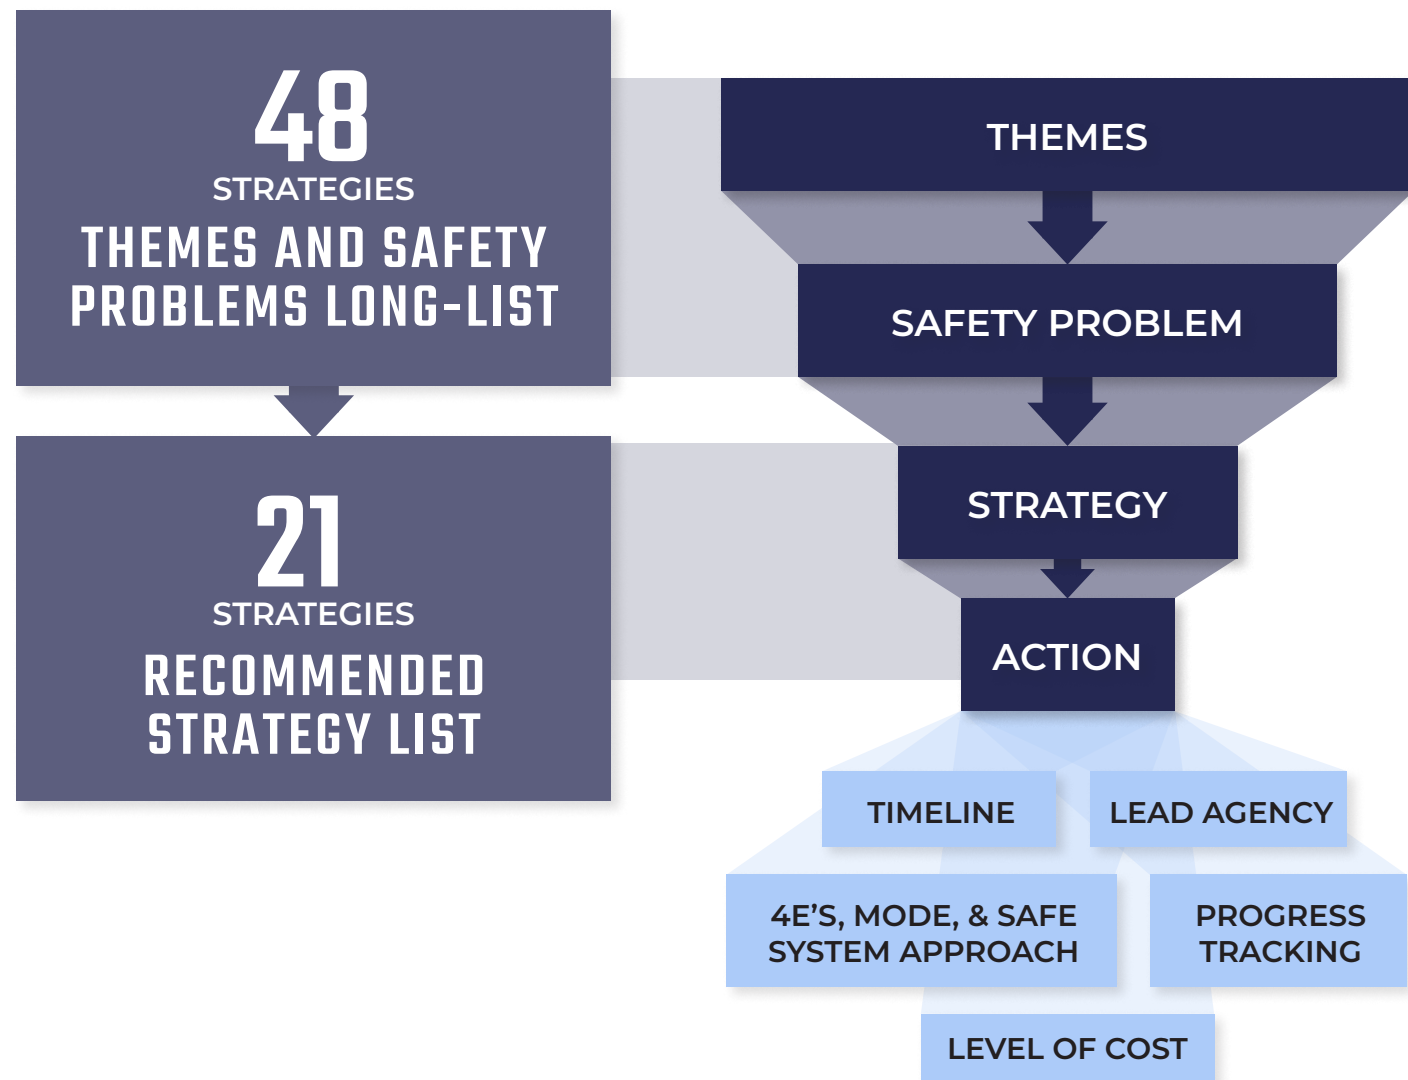 48
STRATEGIES
THEMES AND SAFETY
PROBLEMS LONG-LIST
21
STRATEGIES
RECOMMENDED
STRATEGY LIST
THEMES
SAFETY PROBLEM
STRATEGY
ACTION
TIMELINE
LEAD AGENCY
4E'S, MODE, & SAFE
SYSTEM APPROACH
PROGRESS
TRACKING
LEVEL OF COST